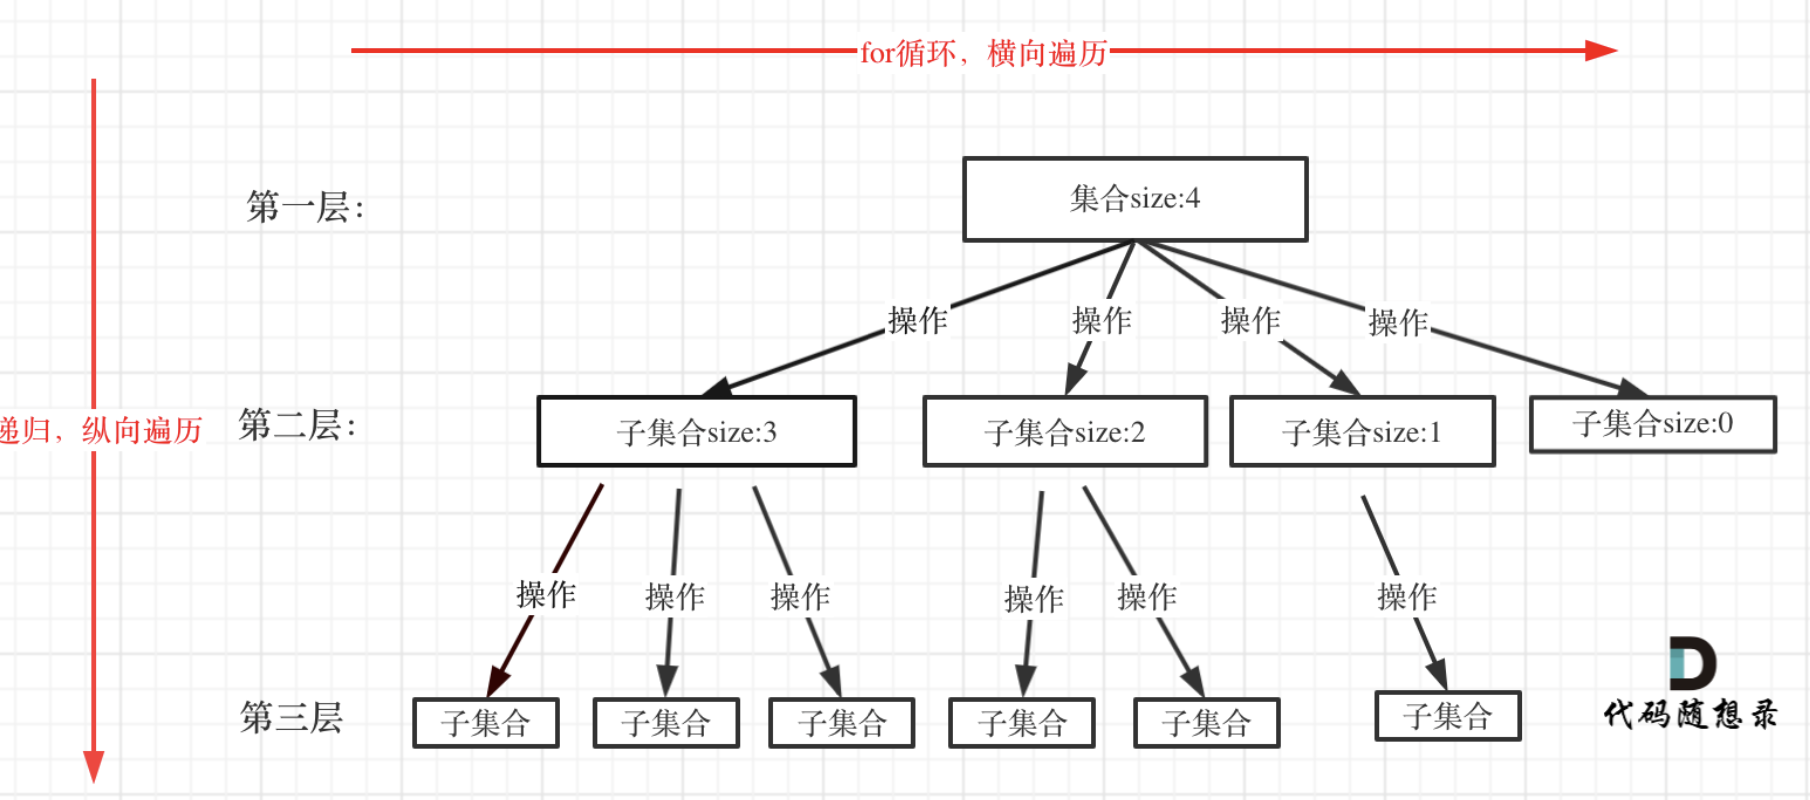 for循环，横向遍历
第一层：
集合size:4
操作
操作
操作
操作
递归，纵向遍历
第二层：
子集合size:3
子集合size:2
子集合size:1
子集合size:0
操作
操作
操作
操作
操作
操作
第三层
子集合
子集合
子集合
子集合
子集合
子集合
代码随想录